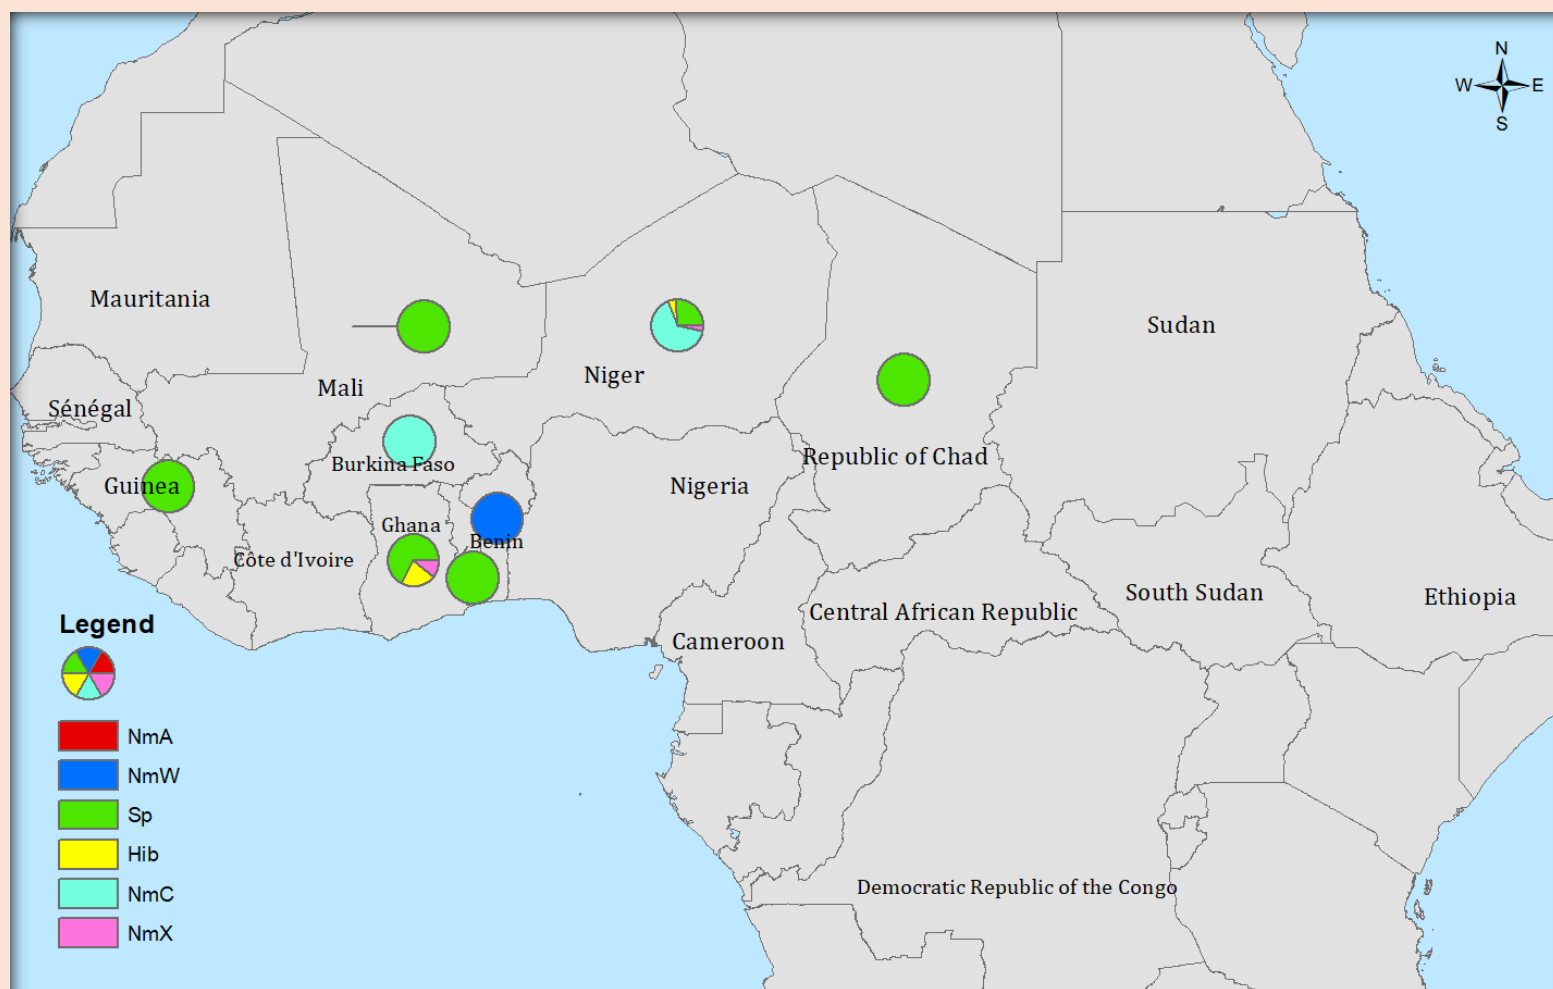 N
W E
S
Mauritania
Sudan
Niger
Mali
Sénégal
Republic of Chad
Burkina Faso
Guinea
Nigeria
Ghana
Benin
Côte d'Ivoire
South Sudan
Ethiopia
Central African Republic
Cameroon
Democratic Republic of the Congo
Legend
NmA
NmW
Sp
Hib
NmC
NmX